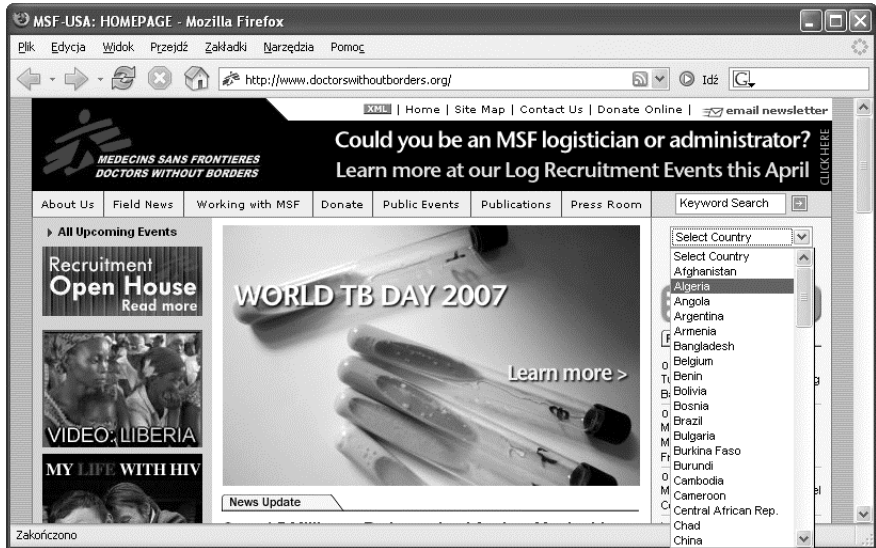 MSF-USA: HOMEPAGE - Mozilla Firefox
Plik Edycja Widok Przejdź Zakładki Narzędzia Pomoc
http://www.doctorswithoutborders.org/ Idź G
XML | Home | Site Map | Contact Us | Donate Online | email newsletter
MEDECINS SANS FRONTIERES
DOCTORS WITHOUT BORDERS
Could you be an MSF logistician or administrator?
Learn more at our Log Recruitment Events this April
CLICK HERE
About Us Field News Working with MSF Donate Public Events Publications Press Room Keyword Search
All Upcoming Events
Recruitment
Open House
Read more
VIDEO: LIBERIA
MY LIFE WITH HIV
WORLD TB DAY 2007
Learn more >
News Update
Select Country
Select Country
Afghanistan
Algeria
Angola
Argentina
Armenia
Bangladesh
Belgium
Benin
Bolivia
Bosnia
Brazil
Bulgaria
Burkina Faso
Burundi
Cambodia
Cameroon
Central African Rep.
Chad
China
Zakończono